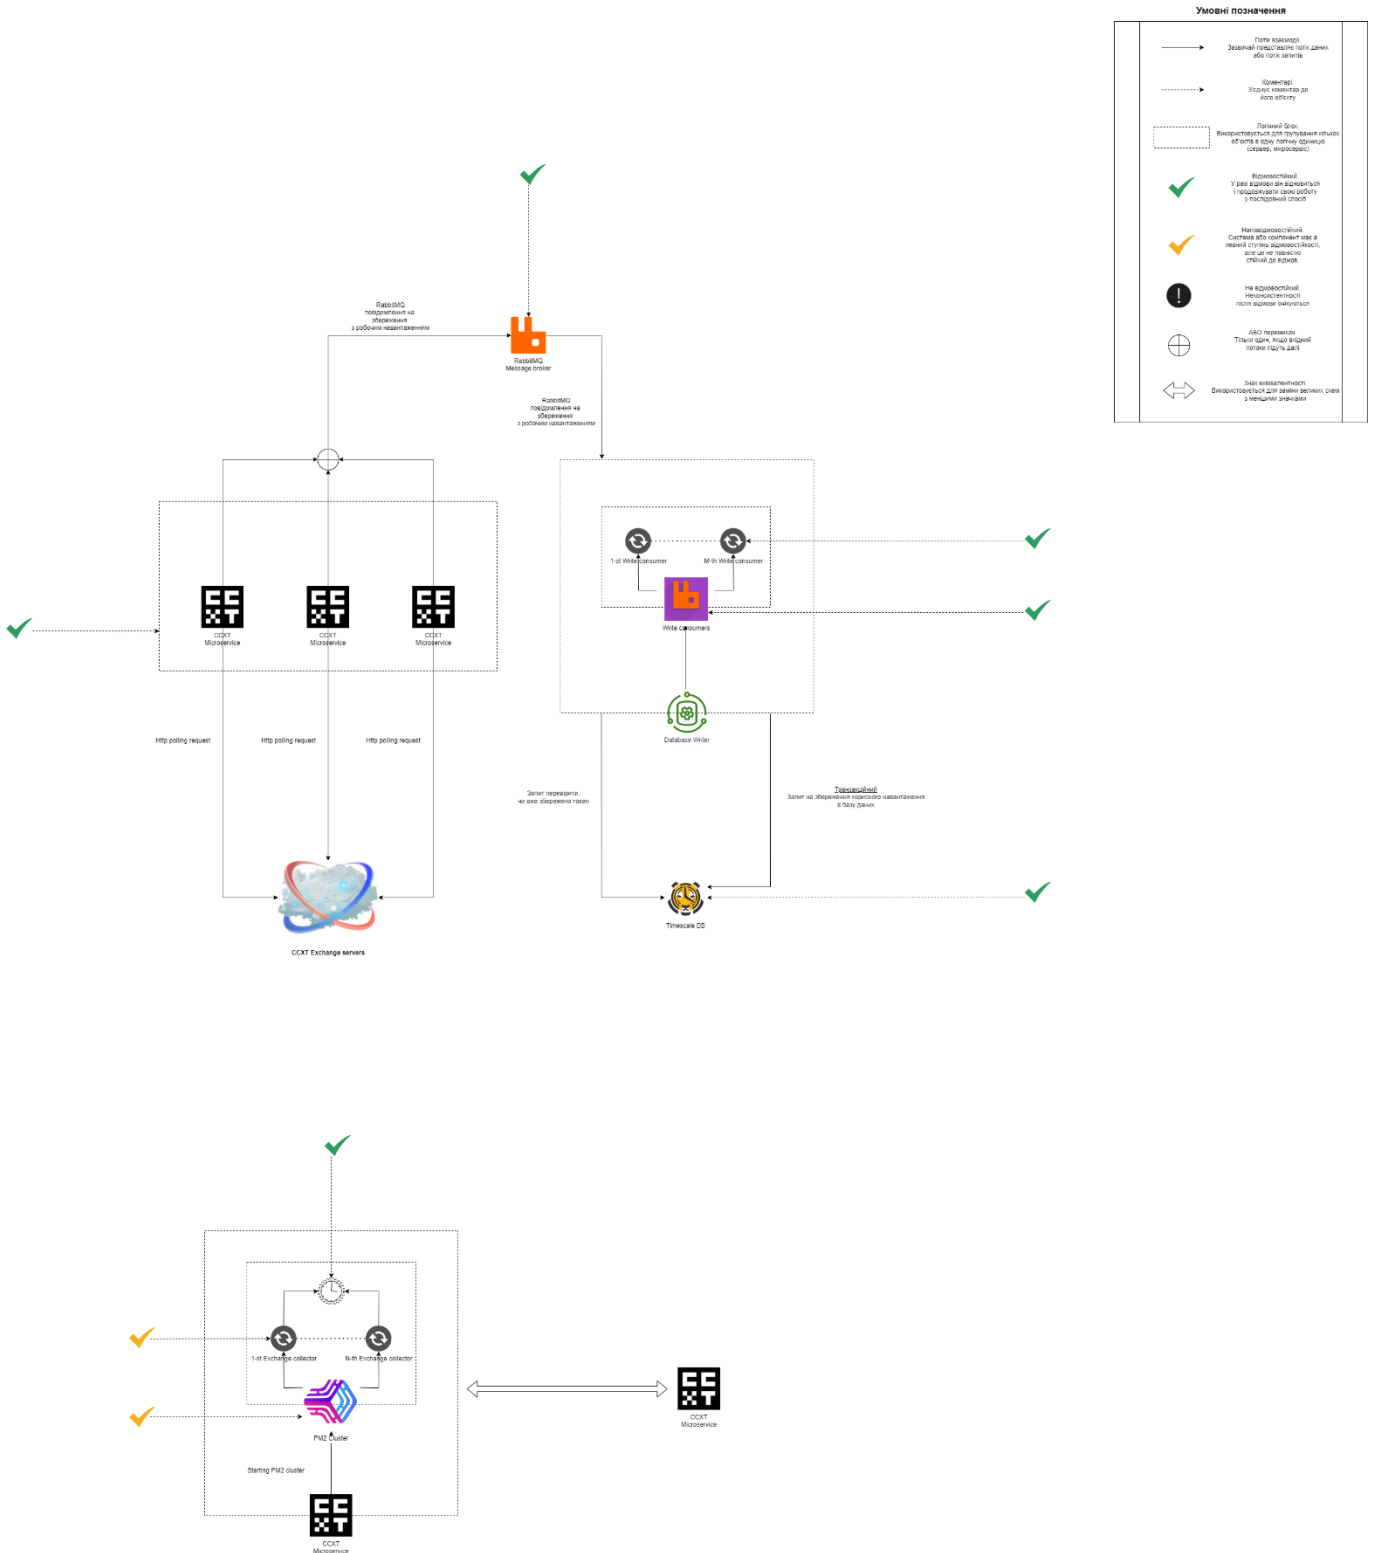 Умовні позначення
Потік взаємодії
Зазвичай представляє потік даних
або потік запитів
Коментарі.
З'єднує коментар до
його об'єкту
Логічний блок.
Використовується для групування кількох
об'єктів в одну логічну одиницю
(сервер, мікросервіс)
Відмовостійкий.
У разі відмови він відновиться
і продовжувати свою роботу
у послідовний спосіб
Напіввідмовостійкий.
Система або компонент має а
певний ступінь відмовостійкості,
але це не повністю
стійкий до відмов.
Не відмовостійкий.
Неконсистентності
після відмови очікуються
АБО перемикач.
Тільки один, якщо вхідний
потоки підуть далі
Знак еквівалентності.
Використовується для заміни великих схем
з меншими значками
RabbitMQ
повідомлення на
збереження
з робочим навантаженням
RabbitMQ
Message broker
RabbitMQ
повідомлення на
збереження
з робочим навантаженням
1-st Write consumer
M-th Write consumer
Write consumers
CCXT
Microservice
CCXT
Microservice
CCXT
Microservice
Database Writer
Http polling request
Http polling request
Http polling request
Запит перевірити,
чи вже збережено токен
Транзакційний
Запит на збереження корисного навантаження
в базу даних
Timescale DB
CCXT Exchange servers
1-st Exchange collector
N-th Exchange collector
PM2 Cluster
Starting PM2 cluster
CCXT
Microservice
CCXT
Microservice